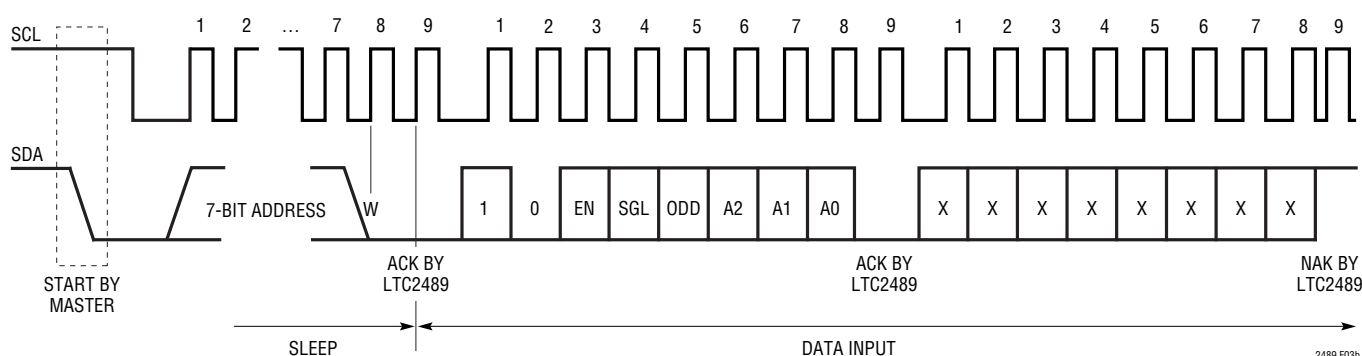 SCL
1 2 … 7 8 9 1 2 3 4 5 6 7 8 9 1 2 3 4 5 6 7 8 9
SDA
7-BIT ADDRESS W 1 0 EN SGL ODD A2 A1 A0 X X X X X X X X
START BY
MASTER
ACK BY
LTC2489
ACK BY
LTC2489
NAK BY
LTC2489
SLEEP
DATA INPUT
2489 F03b